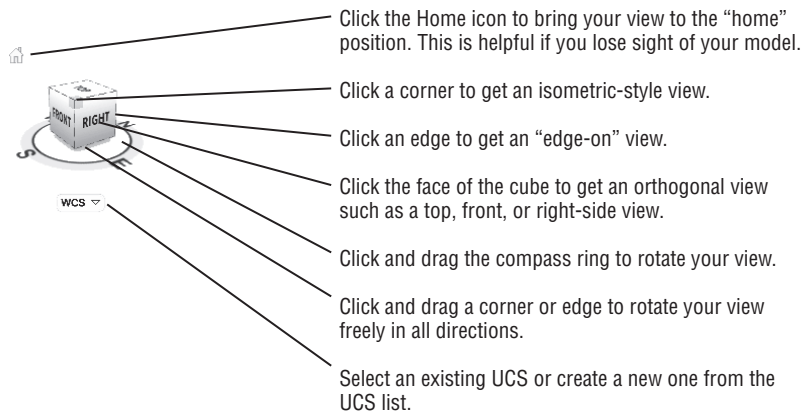 Click the Home icon to bring your view to the “home”
position. This is helpful if you lose sight of your model.
Click a corner to get an isometric-style view.
TOP
FRONT
RIGHT
N
S
E
Click an edge to get an “edge-on” view.
Click the face of the cube to get an orthogonal view
such as a top, front, or right-side view.
WCS
Click and drag the compass ring to rotate your view.
Click and drag a corner or edge to rotate your view
freely in all directions.
Select an existing UCS or create a new one from the
UCS list.